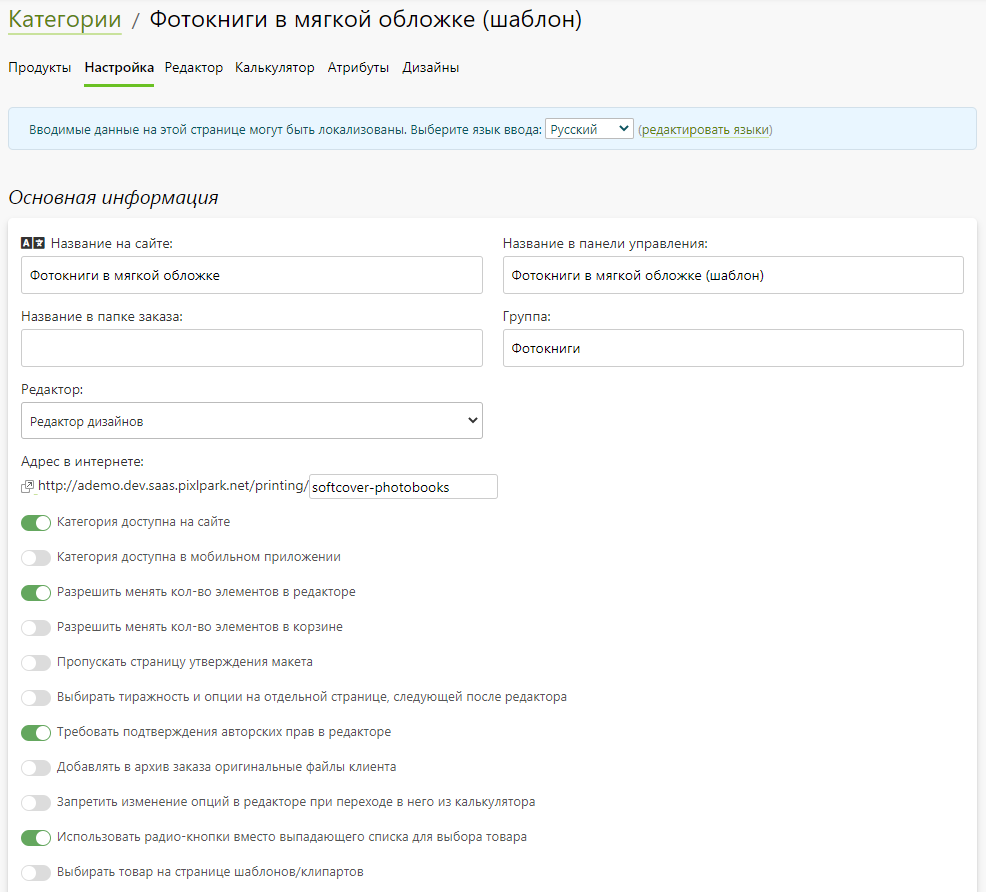 Категории / Фотокниги в мягкой обложке (шаблон)
Продукты Настройка Редактор Калькулятор Атрибуты Дизайны
Вводимые данные на этой странице могут быть локализованы. Выберите язык ввода: Русский (редактировать языки)
Основная информация
Название на сайте: Название в панели управления:
Фотокниги в мягкой обложке Фотокниги в мягкой обложке (шаблон)
Название в папке заказа: Группа:
Фотокниги
Редактор:
Редактор дизайнов
Адрес в интернете:
http://ademo.dev.saas.pixlpark.net/printing/ softcover-photobooks
Категория доступна на сайте
Категория доступна в мобильном приложении
Разрешить менять кол-во элементов в редакторе
Разрешить менять кол-во элементов в корзине
Пропускать страницу утверждения макета
Выбирать тиражность и опции на отдельной странице, следующей после редактора
Требовать подтверждения авторских прав в редакторе
Добавлять в архив заказа оригинальные файлы клиента
Запретить изменение опций в редакторе при переходе в него из калькулятора
Использовать радио-кнопки вместо выпадающего списка для выбора товара
Выбирать товар на странице шаблонов/клипартов